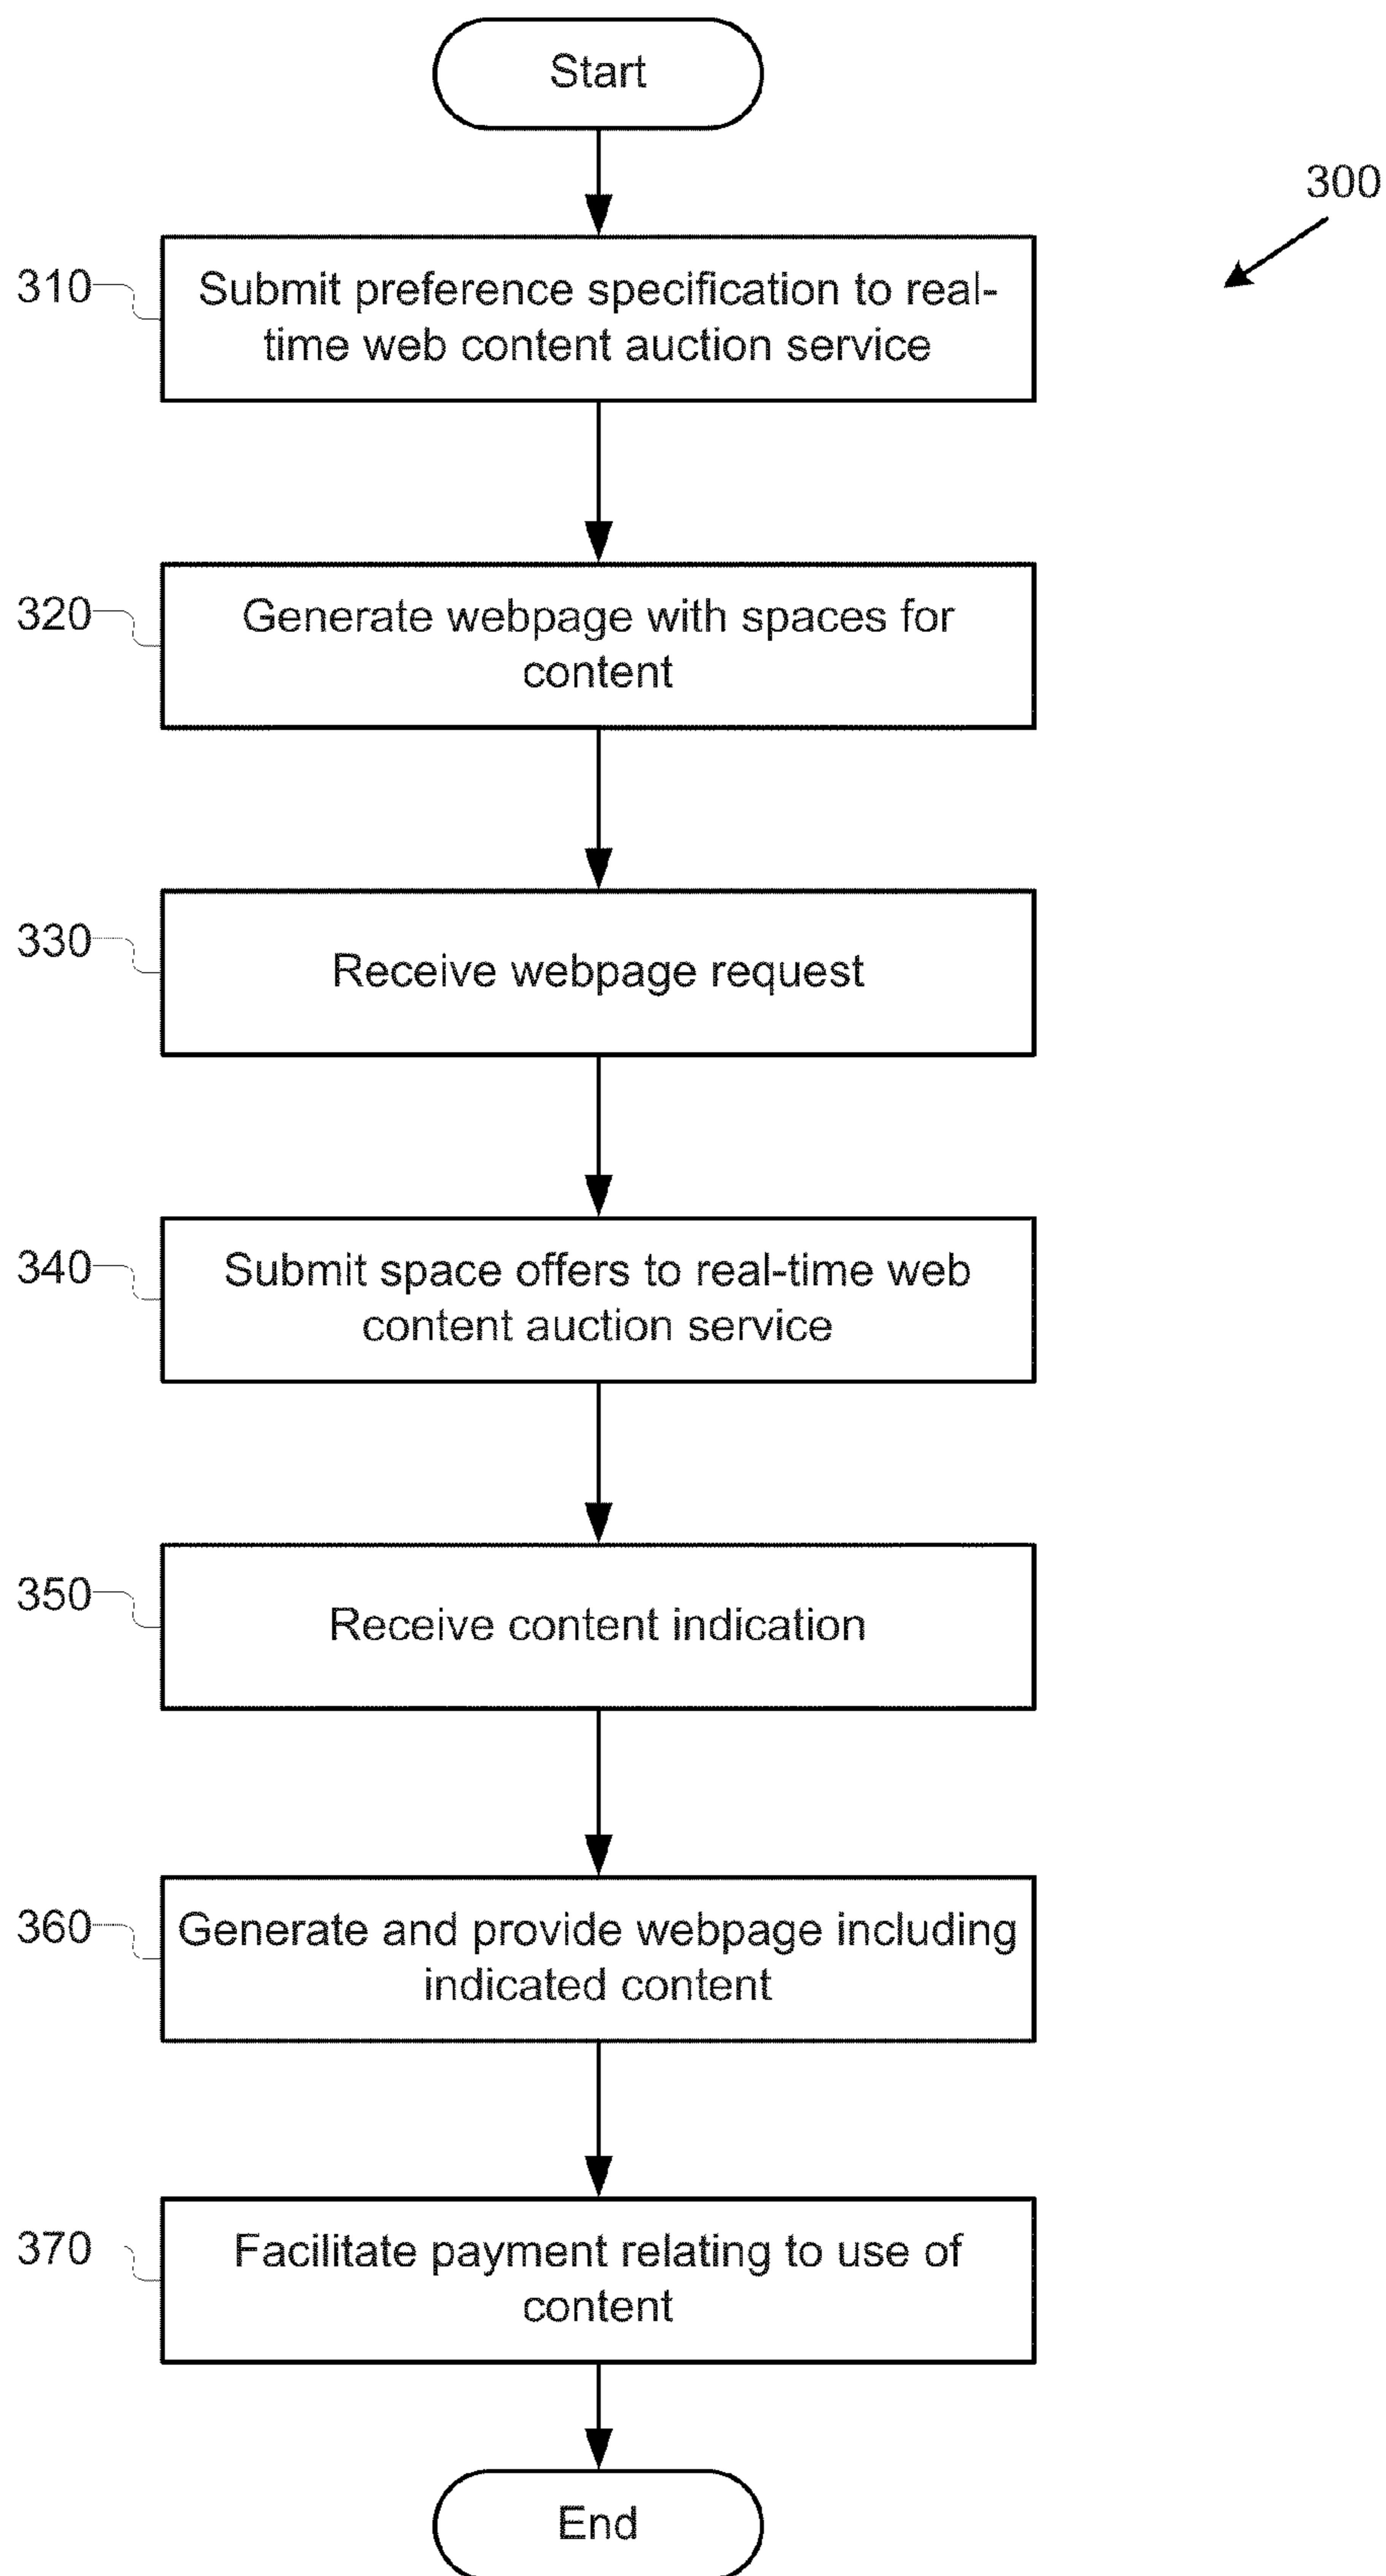 Start
300
310
Submit preference specification to real-
time web content auction service
320
Generate webpage with spaces for
content
330
Receive webpage request
340
Submit space offers to real-time web
content auction service
350
Receive content indication
360
Generate and provide webpage including
indicated content
370
Facilitate payment relating to use of
content
End